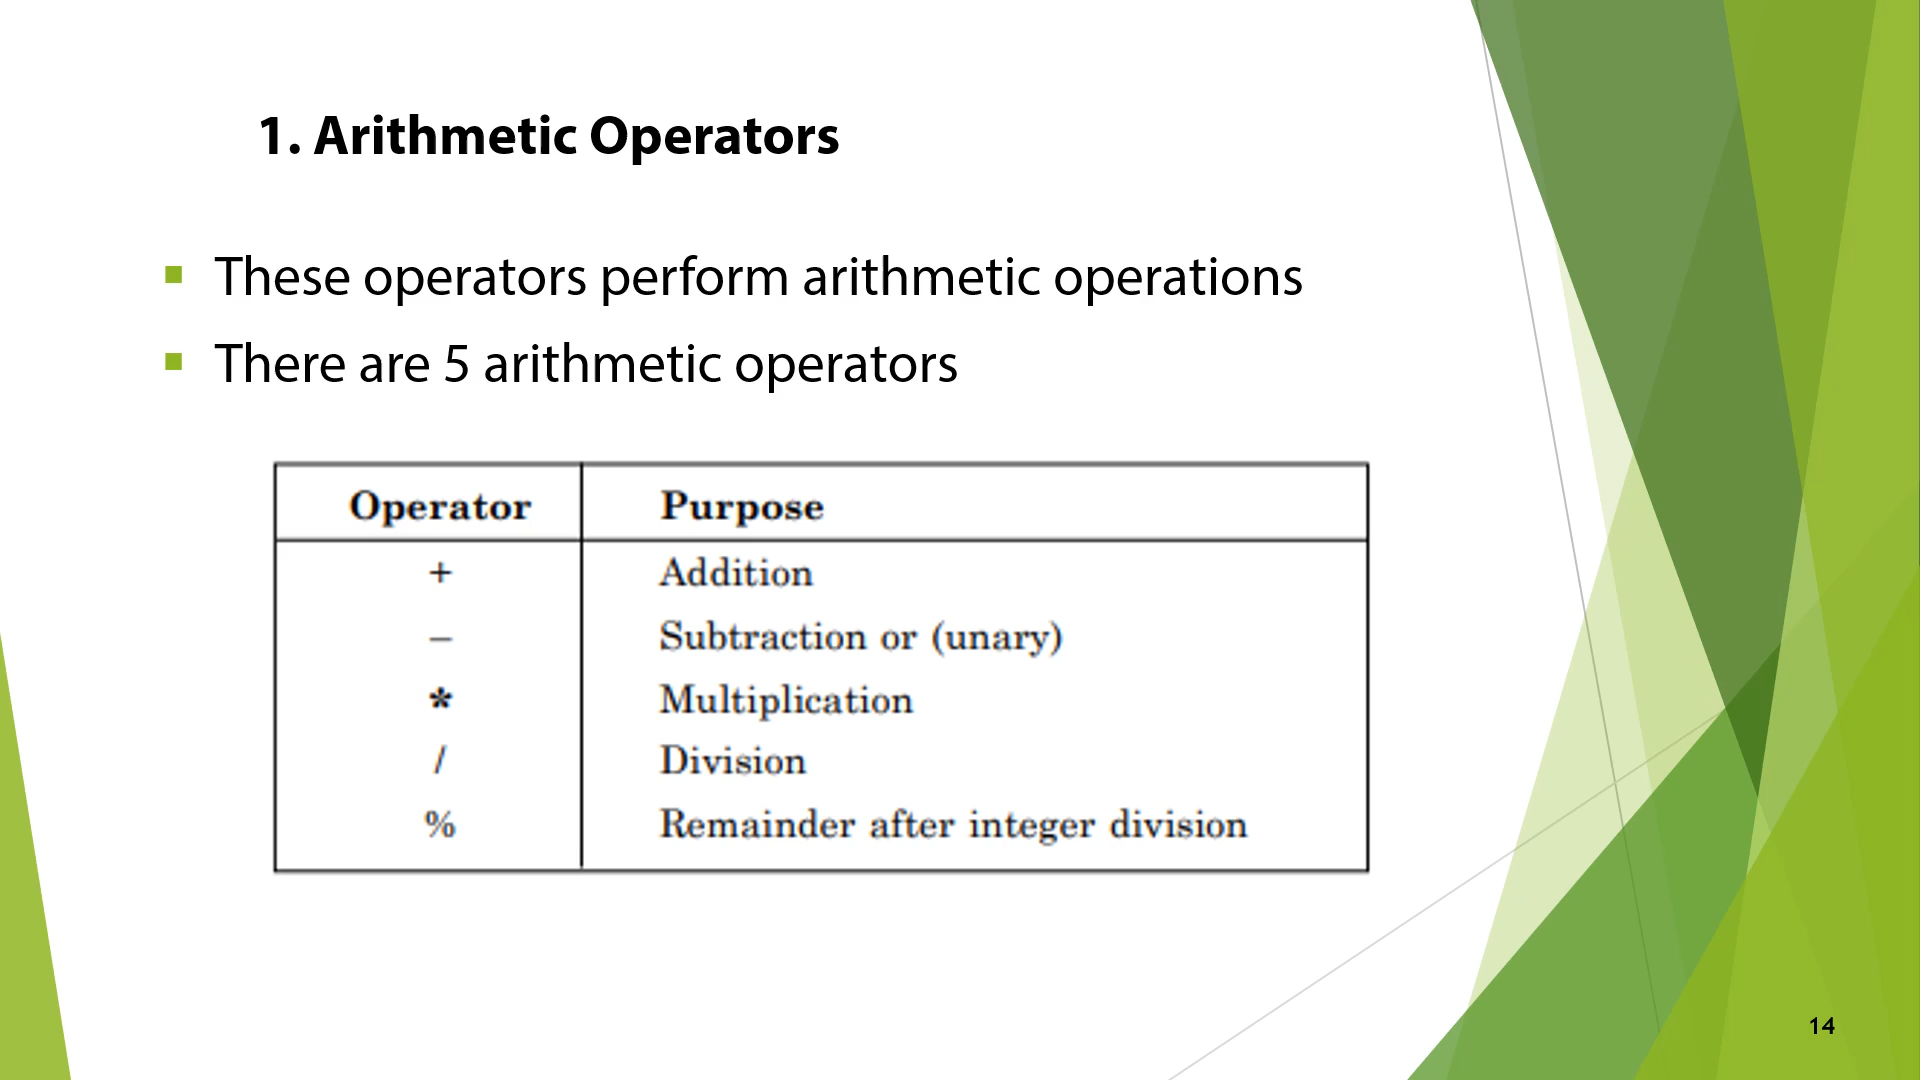 1. Arithmetic Operators
▪ These operators perform arithmetic operations
▪ There are 5 arithmetic operators
Operator Purpose
+ Addition
– Subtraction or (unary)
* Multiplication
/ Division
% Remainder after integer division
14